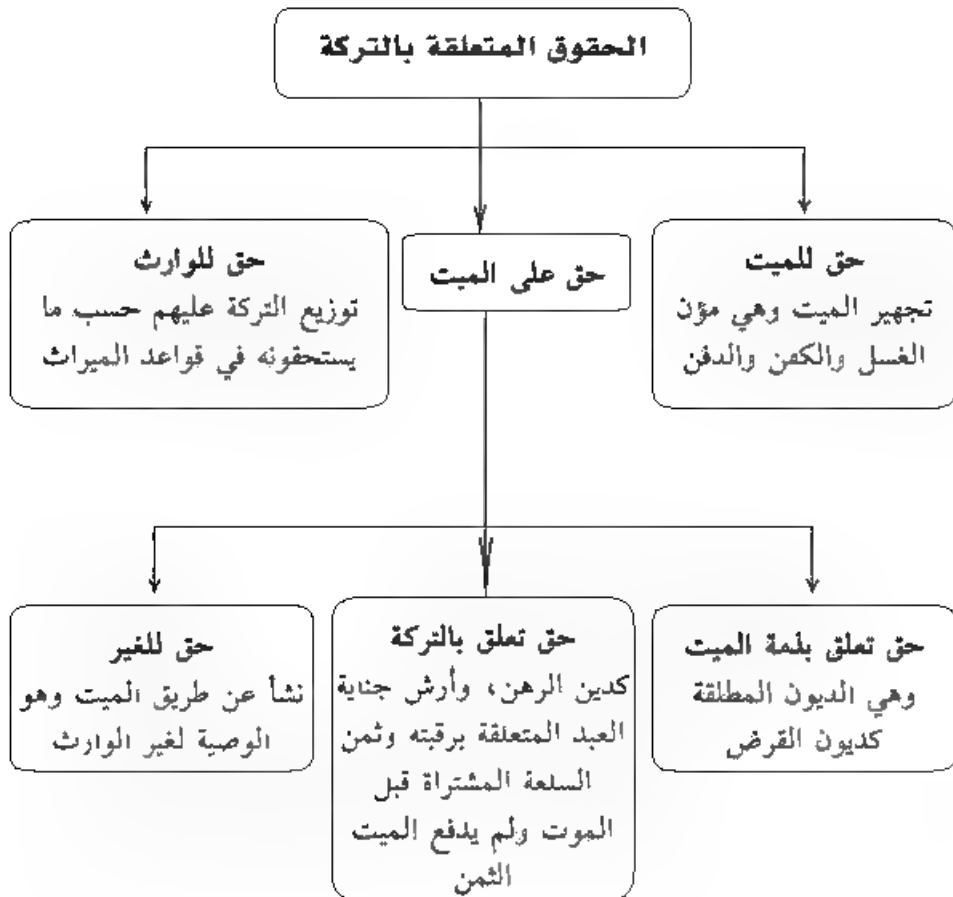 الحقوق المتعلقة بالتركة
حق للميت
تجهيز الميت وهي مؤن
الغسل والكفن والدفن
حق على الميت
حق للوارث
توزيع التركة عليهم حسب ما
يستحقونه في قواعد الميراث
حق تعلق بذمة الميت
وهي الديون المطلقة
كديون القرض
حق تعلق بالتركة
كدين الرهن، وأرش جناية
العبد المتعلقة برقبته وثمن
السلعة المشتراة قبل
الموت ولم يدفع الميت
الثمن
حق للغير
نشأ عن طريق الميت وهو
الوصية لغير الوارث